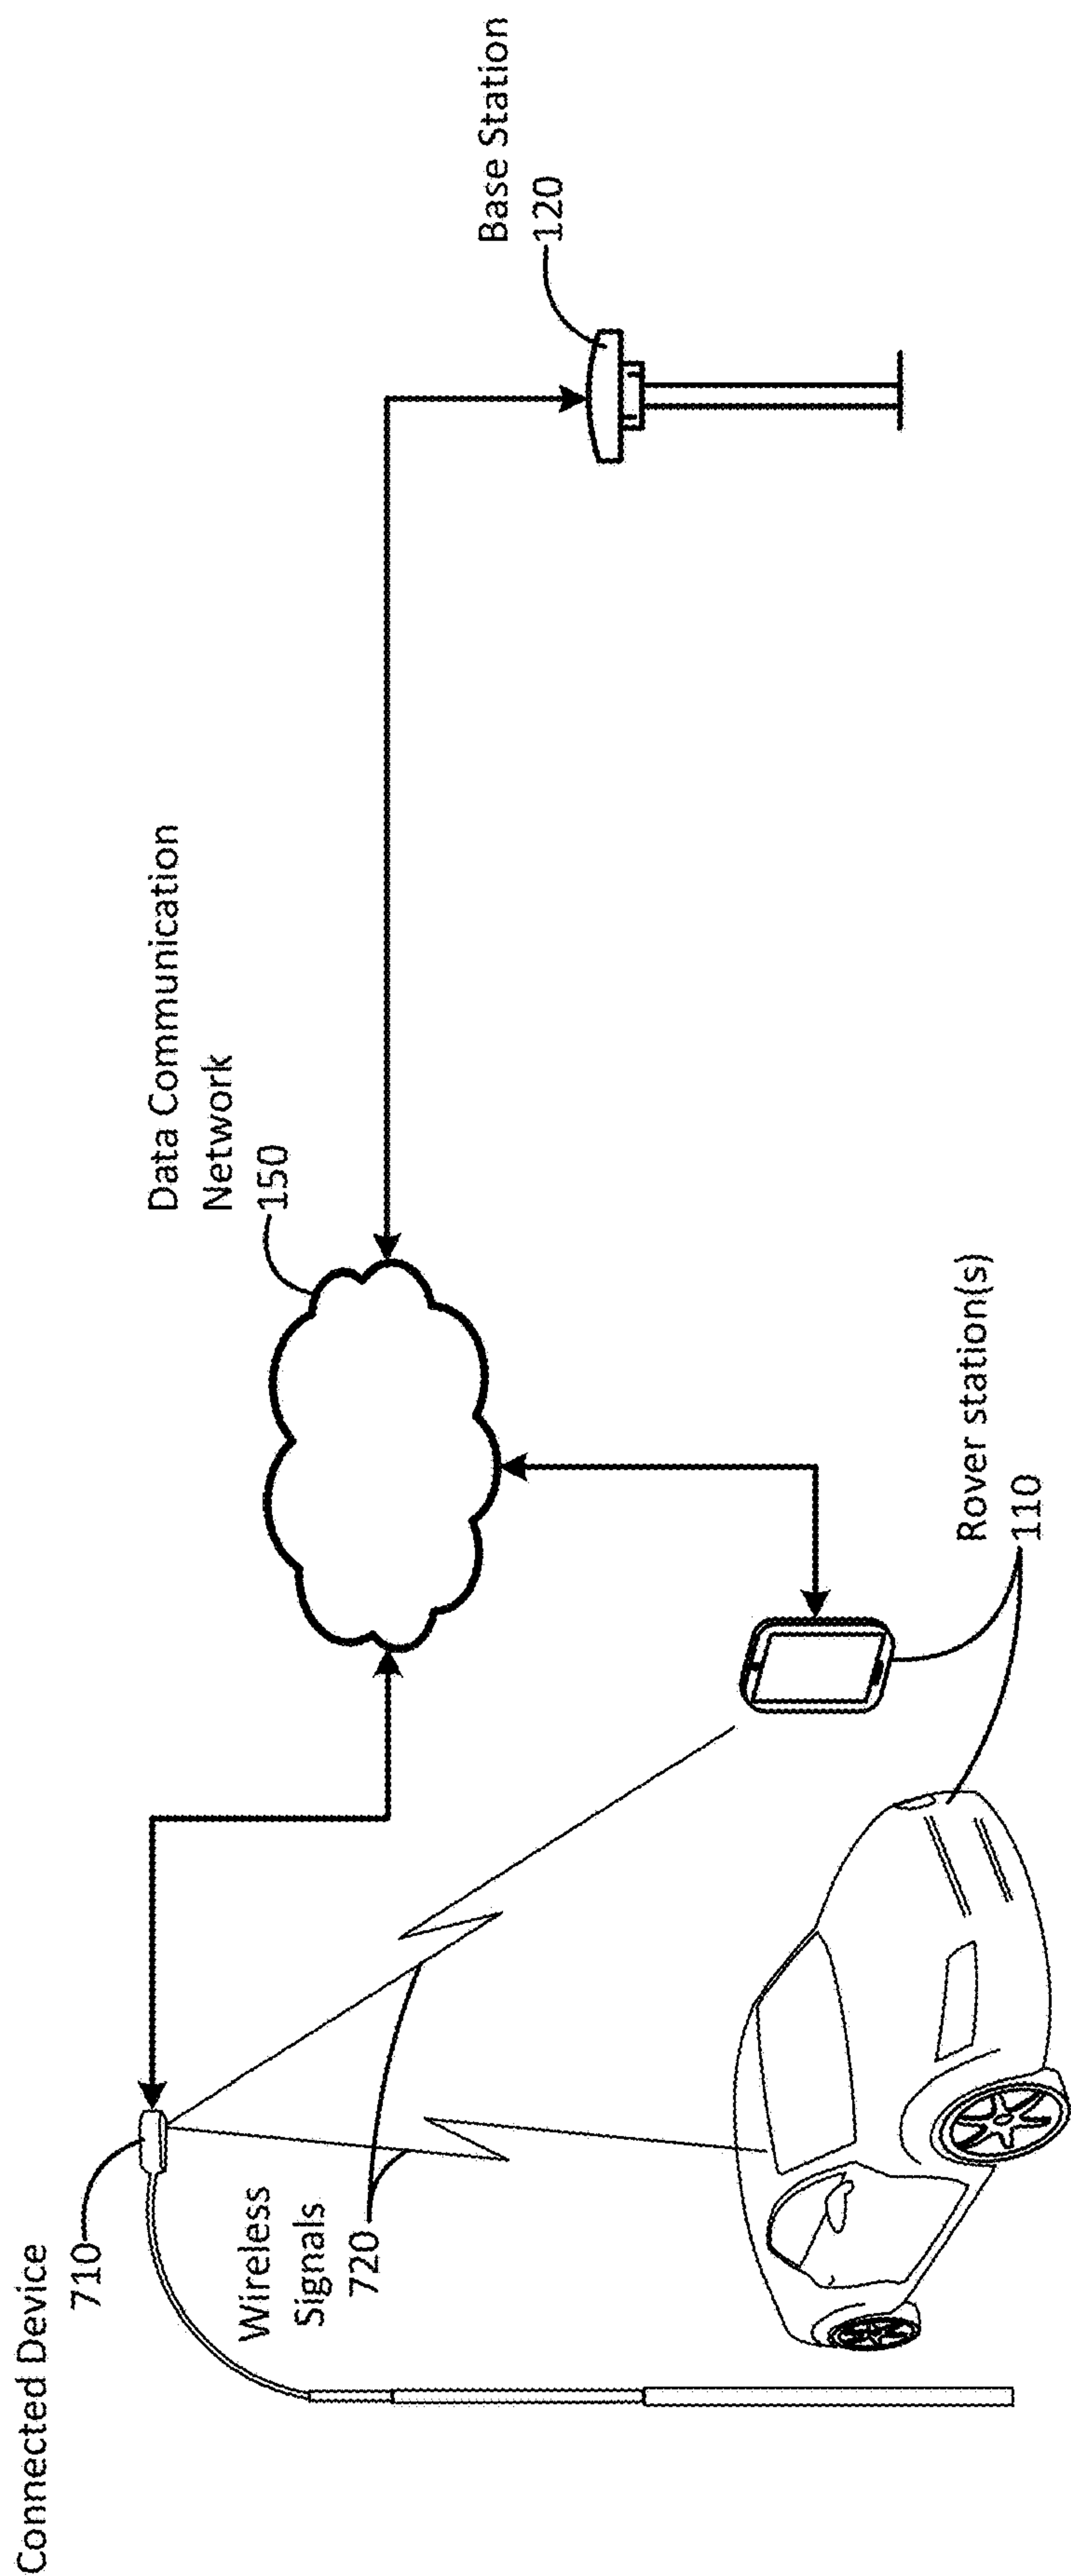 Connected Device
710
Wireless
Signals
720
Data Communication
Network
150
Rover station(s)
110
Base Station
120